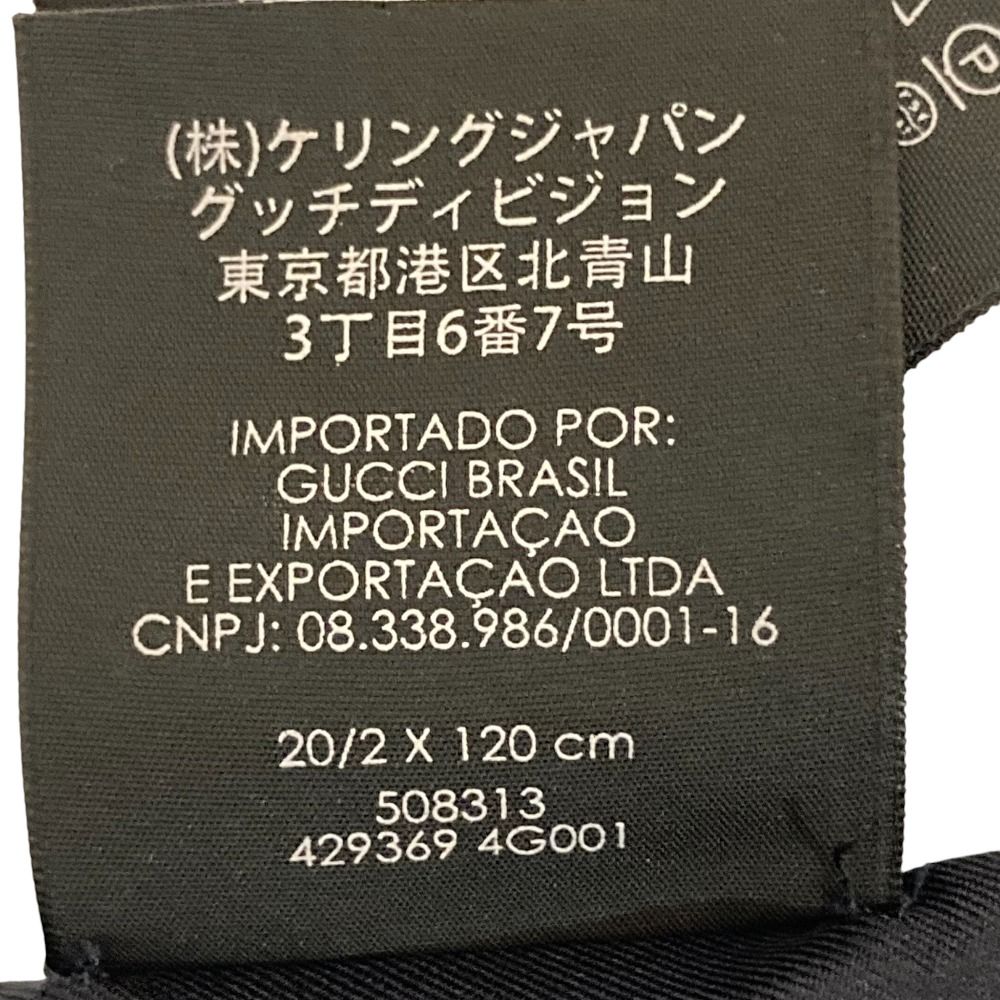 (株)ケリングジャパン
グッチディビジョン
東京都港区北青山
3丁目6番7号
IMPORTADO POR:
GUCCI BRASIL
IMPORTAÇAO
E EXPORTAÇAO LTDA
CNPJ: 08.338.986/0001-16
20/2 X 120 cm
508313
429369 4G001
P